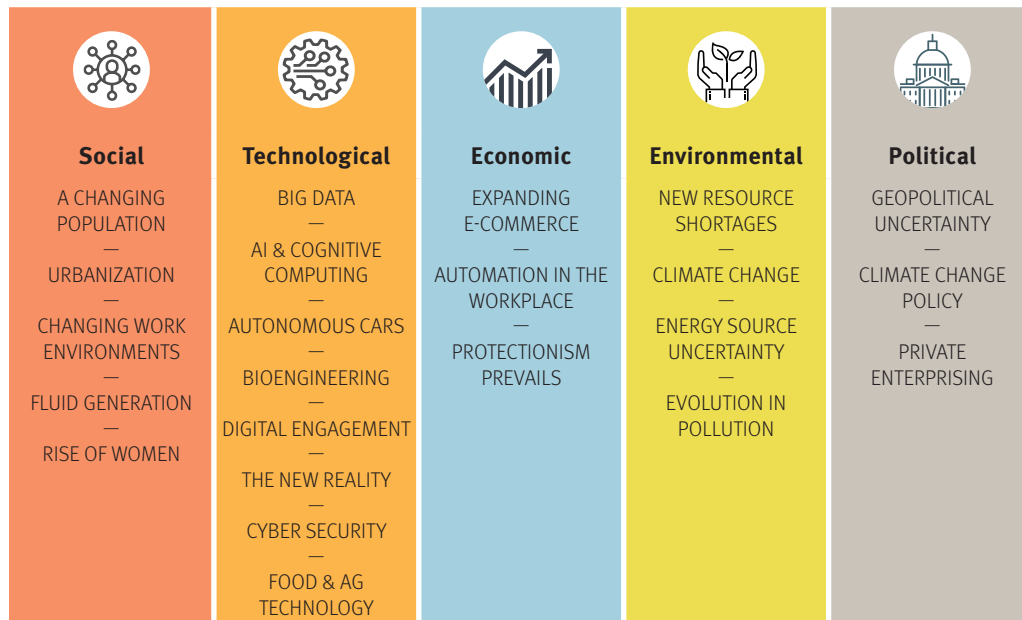 Social
A CHANGING
POPULATION
—
URBANIZATION
—
CHANGING WORK
ENVIRONMENTS
—
FLUID GENERATION
—
RISE OF WOMEN
Technological
BIG DATA
—
AI & COGNITIVE
COMPUTING
—
AUTONOMOUS CARS
—
BIOENGINEERING
—
DIGITAL ENGAGEMENT
—
THE NEW REALITY
—
CYBER SECURITY
—
FOOD & AG
TECHNOLOGY
Economic
EXPANDING
E-COMMERCE
—
AUTOMATION IN THE
WORKPLACE
—
PROTECTIONISM
PREVAILS
Environmental
NEW RESOURCE
SHORTAGES
—
CLIMATE CHANGE
—
ENERGY SOURCE
UNCERTAINTY
—
EVOLUTION IN
POLLUTION
Political
GEOPOLITICAL
UNCERTAINTY
—
CLIMATE CHANGE
POLICY
—
PRIVATE
ENTERPRISING